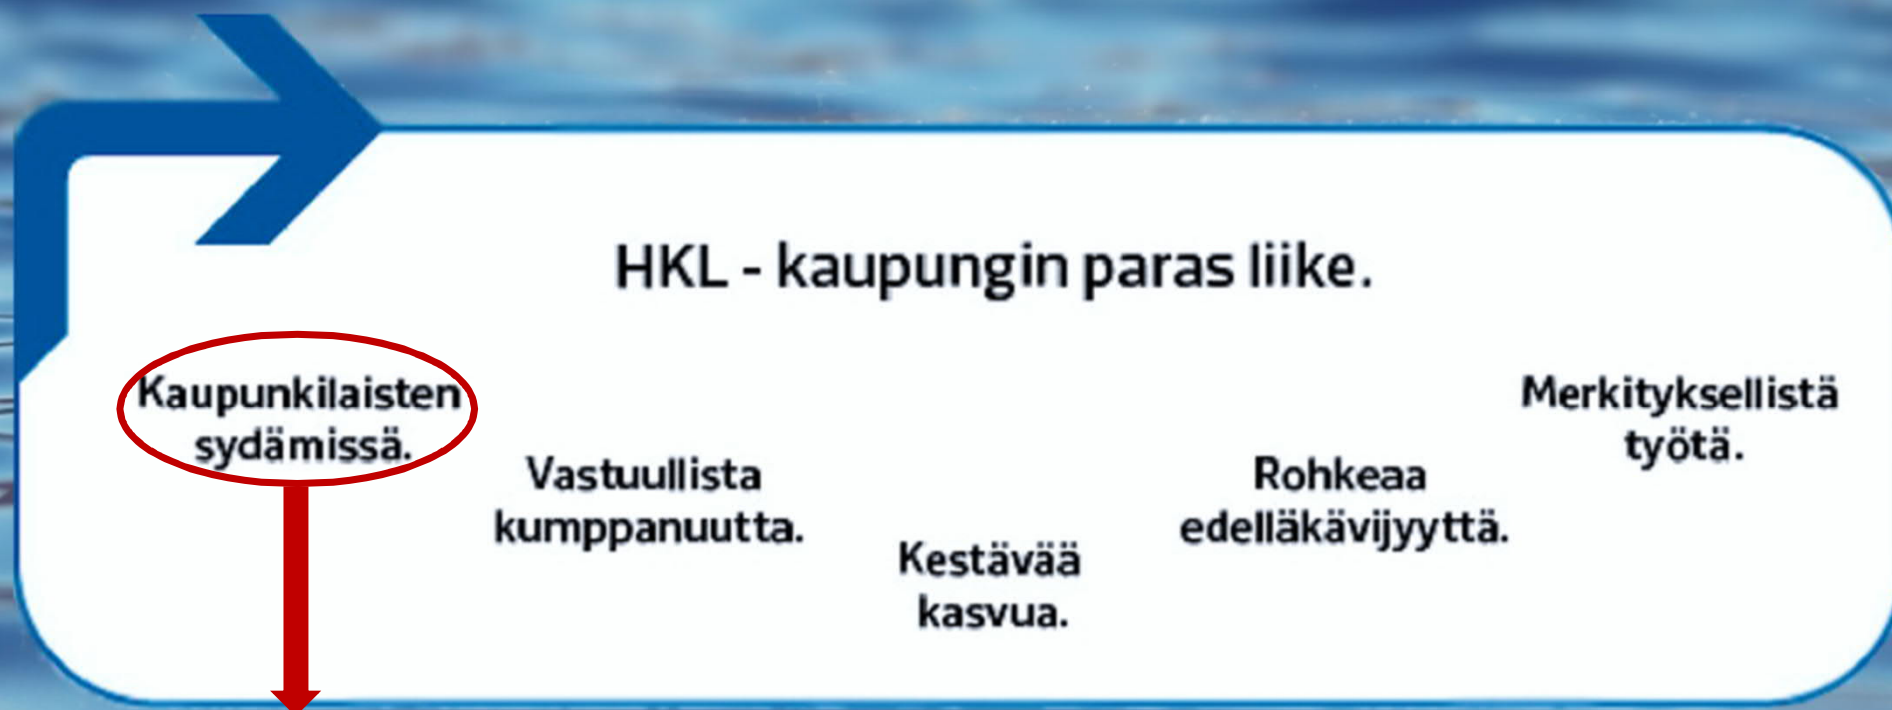 HKL - kaupungin paras liike.
Kaupunkilaisten
sydämissä.
Vastuullista
kumppanuutta.
Kestävää
kasvua.
Rohkeaa
edelläkävijyyttä.
Merkityksellistä
työtä.